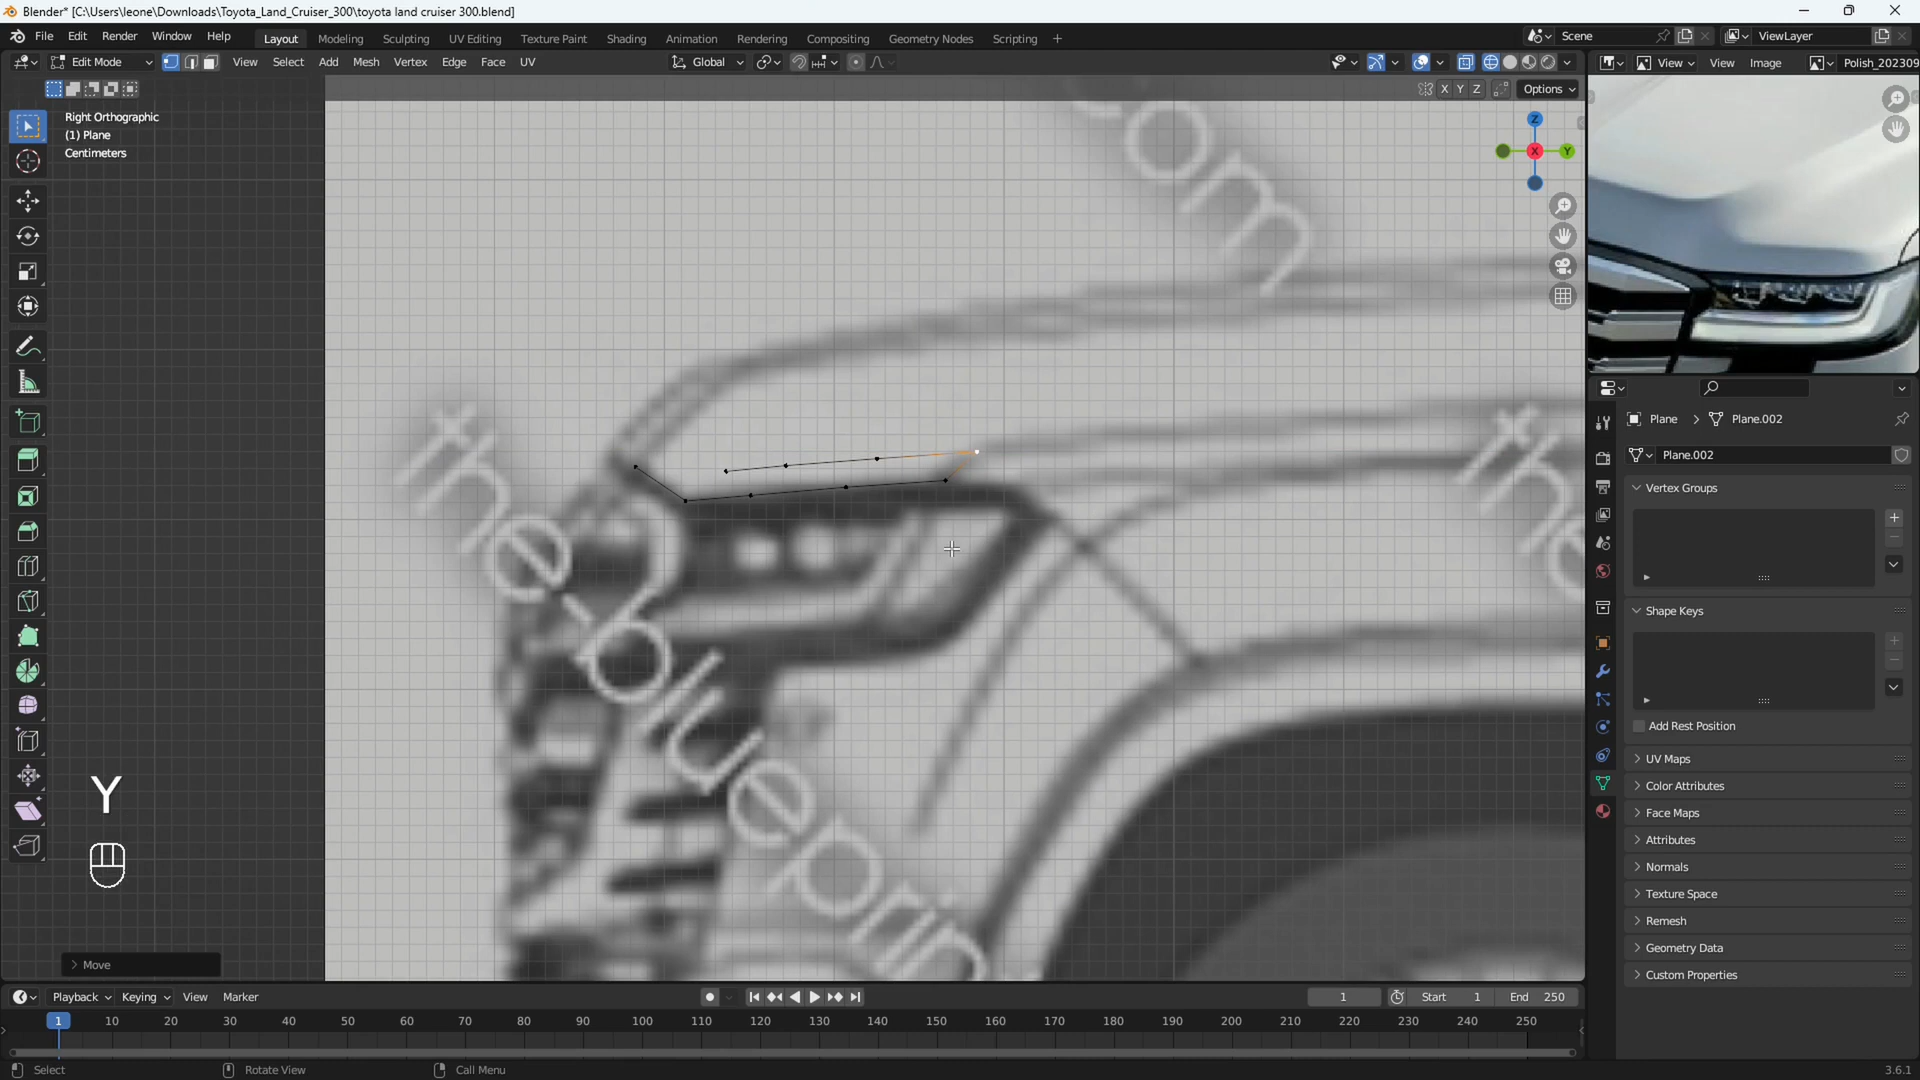 Blender* [C:\Users\leone\Downloads\Toyota_Land_Cruiser_300\toyota land cruiser 300.blend]
File Edit Render Window Help
Layout Modeling Sculpting UV Editing Texture Paint Shading Animation Rendering Compositing Geometry Nodes Scripting +
Scene
ViewLayer
Edit Mode
View Select Add Mesh Vertex Edge Face UV
Global
View View Image Polish_202309
X Y Z Options
Right Orthographic
(1) Plane
Centimeters
Z
X
Y
com
the-blueprin
the
Plane > Plane.002
Plane.002
Vertex Groups
Shape Keys
Add Rest Position
UV Maps
Color Attributes
Face Maps
Attributes
Normals
Texture Space
Remesh
Geometry Data
Custom Properties
Y
> Move
Playback Keying View Marker
1
Start 1
End 250
1 10 20 30 40 50 60 70 80 90 100 110 120 130 140 150 160 170 180 190 200 210 220 230 240 250
Select
Rotate View
Call Menu
3.6.1